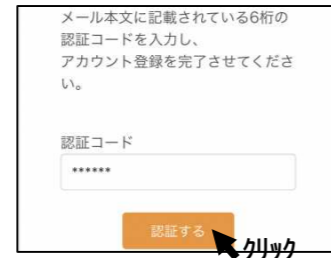 メール本文に記載されている6桁の
認証コードを入力し、
アカウント登録を完了させてくださ
い。
認証コード
******
認証する
クリック